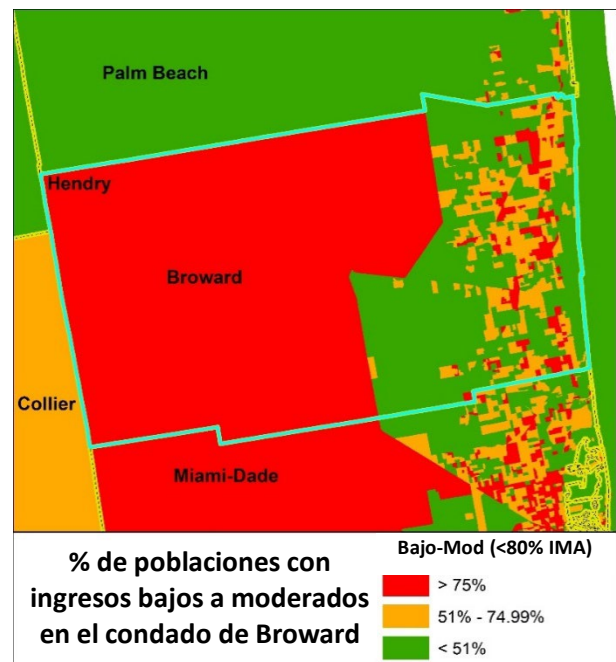 Palm Beach
Hendry
Broward
Collier
Miami-Dade
% de poblaciones con
ingresos bajos a moderados
en el condado de Broward
Bajo-Mod (<80% IMA)
> 75%
51% - 74.99%
< 51%